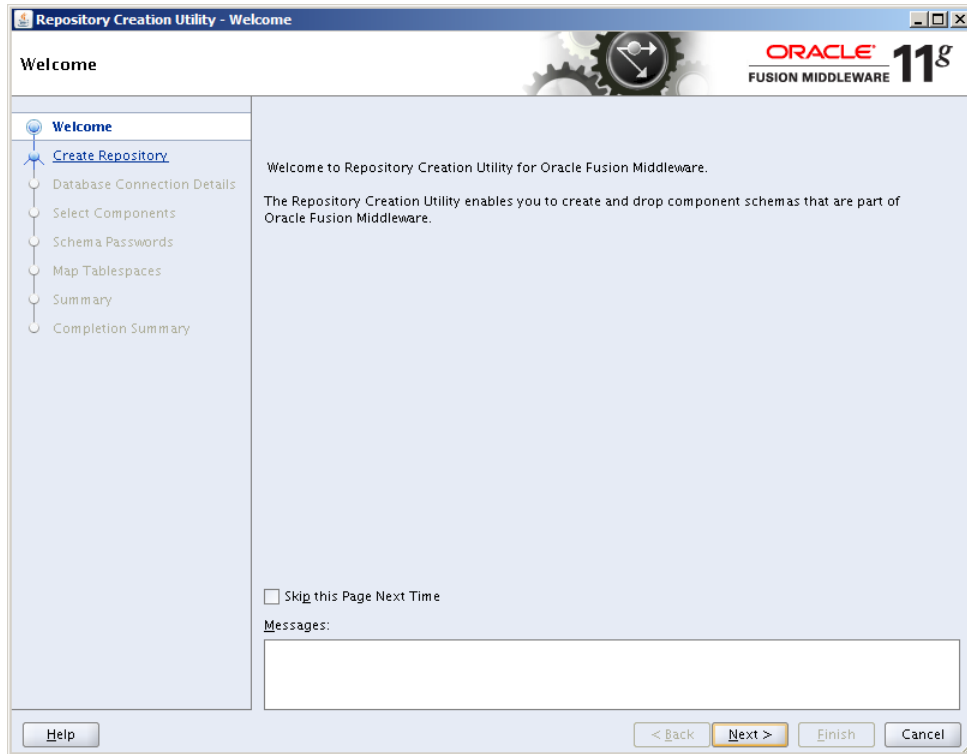 Repository Creation Utility - Welcome
Welcome
ORACLE
FUSION MIDDLEWARE 11g
Welcome
Create Repository
Database Connection Details
Select Components
Schema Passwords
Map Tablespaces
Summary
Completion Summary
Welcome to Repository Creation Utility for Oracle Fusion Middleware.
The Repository Creation Utility enables you to create and drop component schemas that are part of
Oracle Fusion Middleware.
Skip this Page Next Time
Messages:
Help
< Back
Next >
Finish
Cancel